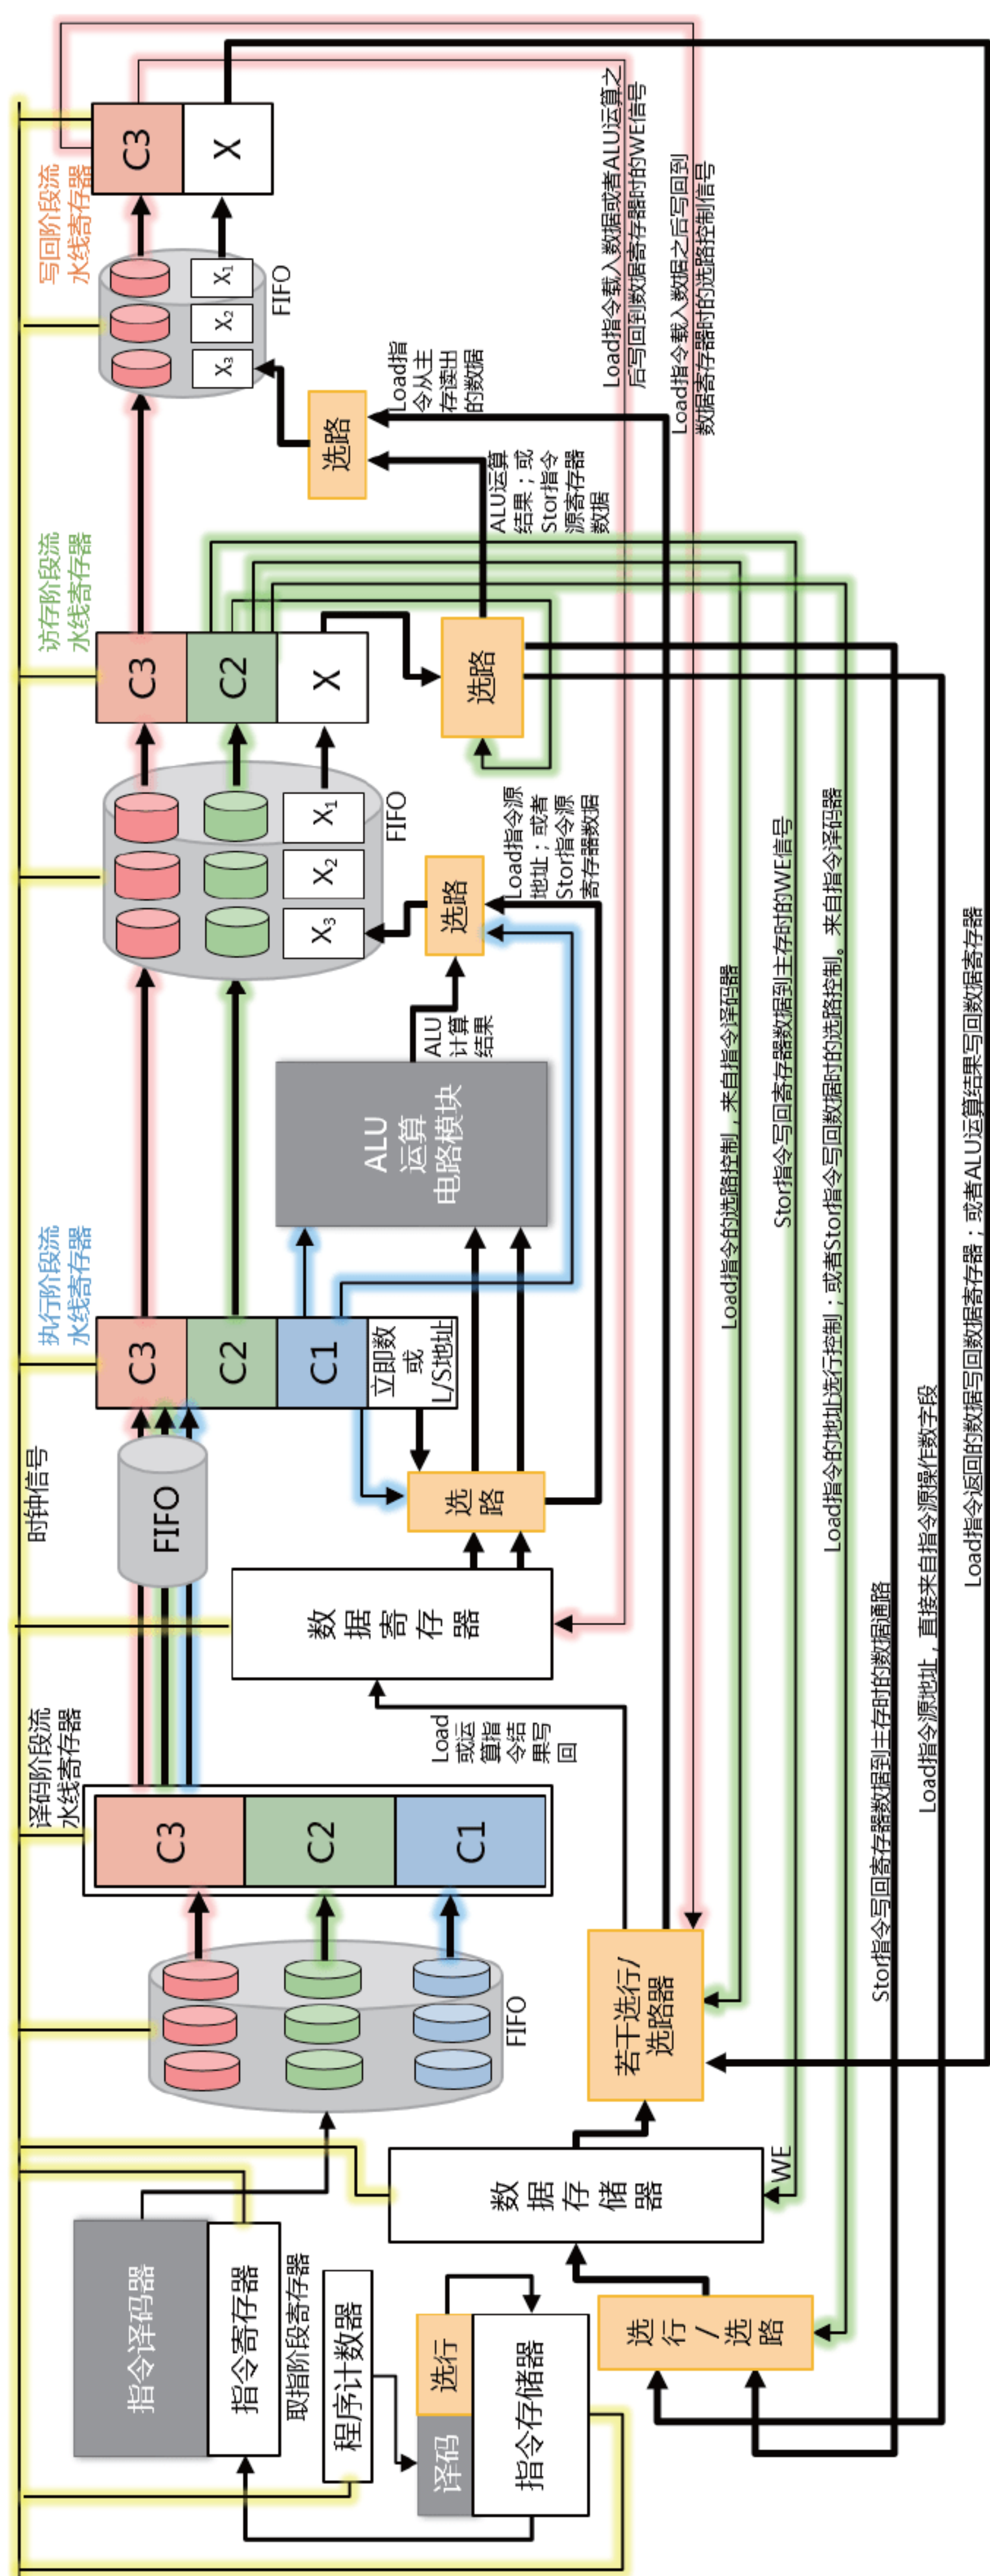 时钟信号
指令译码器
指令寄存器
取指阶段寄存器
程序计数器
译码
选行
指令存储器
选行/选路
数据存储器
WE
若干选行/
选路器
FIFO
译码阶段流
水线寄存器
C3
C2
C1
Load
或运
算指
令结
果写
回
数据寄存器
FIFO
选路
执行阶段流
水线寄存器
C3
C2
C1
立即数
或
L/S地址
ALU
运算
电路模块
ALU
计算
结果
选路
Load指令源
地址；或者
Stor指令源
寄存器数据
X3
X2
X1
FIFO
访存阶段流
水线寄存器
C3
C2
X
选路
ALU运算
结果；或
Stor指令
源寄存器
数据
选路
Load指
令从主
存读出
的数据
X3
X2
X1
FIFO
写回阶段流
水线寄存器
C3
X
Load指令载入数据或者ALU运算之
后写回到数据寄存器时的WE信号
Load指令载入数据之后写回到
数据寄存器时的选路控制信号
Load指令的选路控制，来自指令译码器
Stor指令写回寄存器数据到主存时的WE信号
Load指令的地址选行控制；或者Stor指令写回数据时的选路控制。来自指令译码器
Stor指令写回寄存器数据到主存时的数据通路
Load指令源地址，直接来自指令源操作数字段
Load指令返回的数据写回数据寄存器；或者ALU运算结果写回数据寄存器